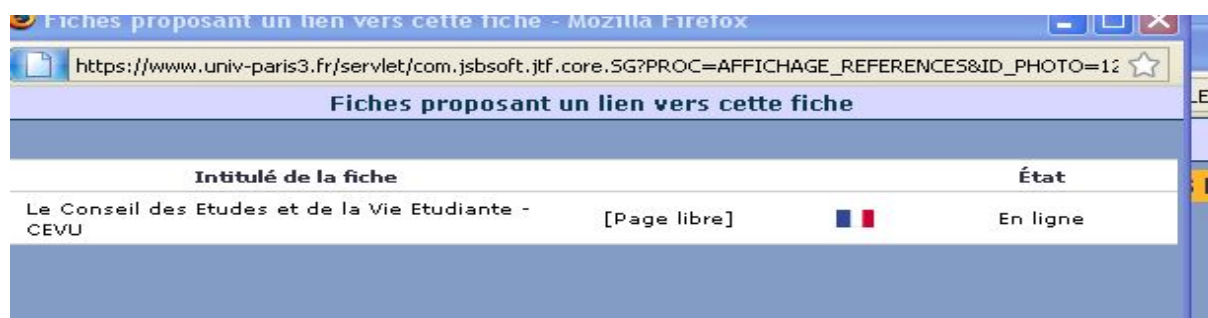 Fiches proposant un lien vers cette fiche - Mozilla Firefox
https://www.univ-paris3.fr/servlet/com.jsbsoft.jtf.core.SG?PROC=AFFICHAGE_REFERENCES&ID_PHOTO=12
Fiches proposant un lien vers cette fiche
Intitulé de la fiche État
Le Conseil des Etudes et de la Vie Etudiante -
CEVU [Page libre] En ligne